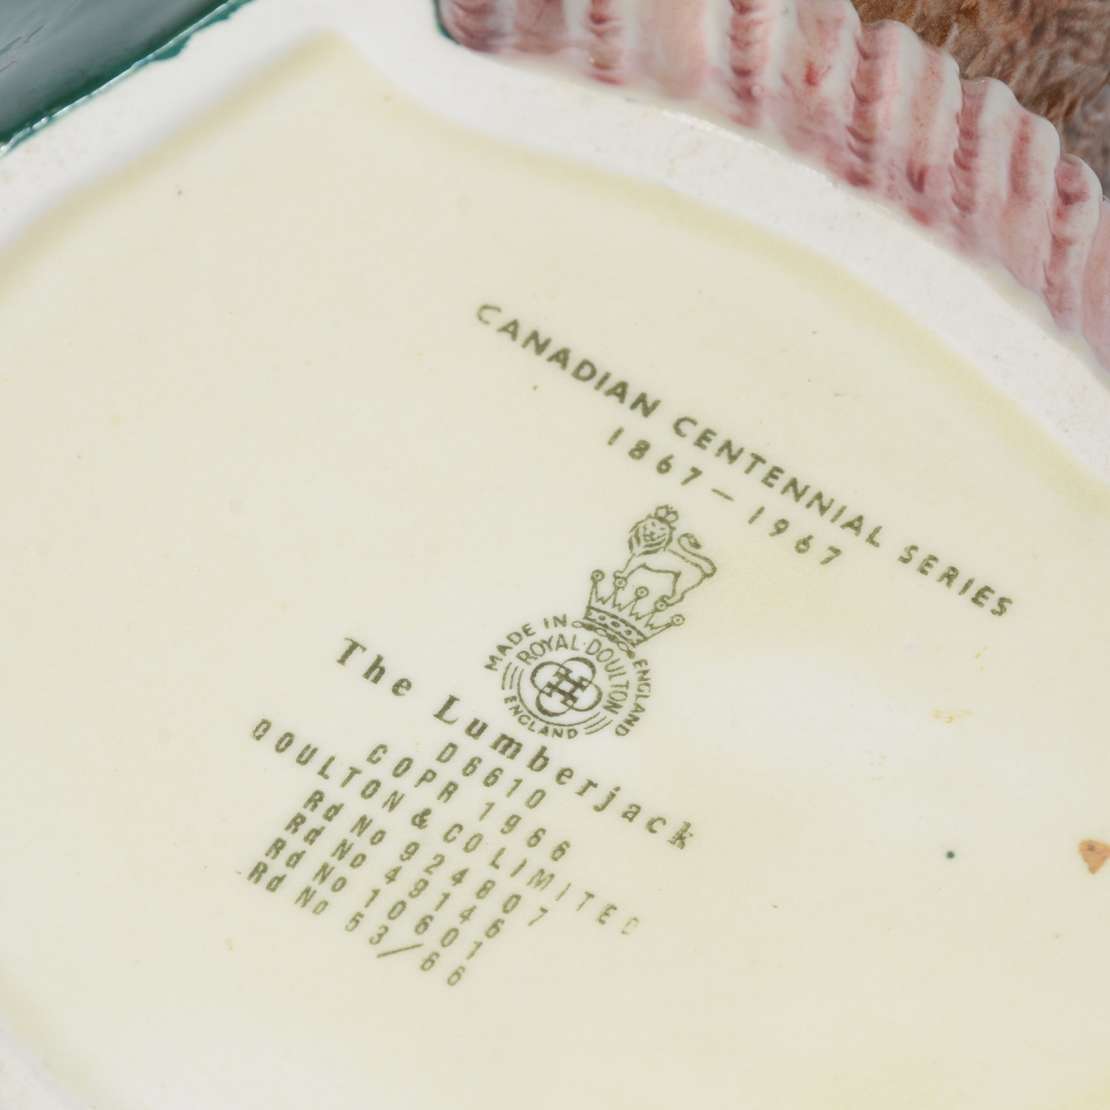 CANADIAN CENTENNIAL SERIES
1867 – 1967
MADE IN ENGLAND
ROYAL·DOULTON
ENGLAND
The Lumberjack
D6610
COPR 1966
DOULTON & CO LIMITED
Rd No 924807
Rd No 49146
Rd No 10601
Rd No 53/66